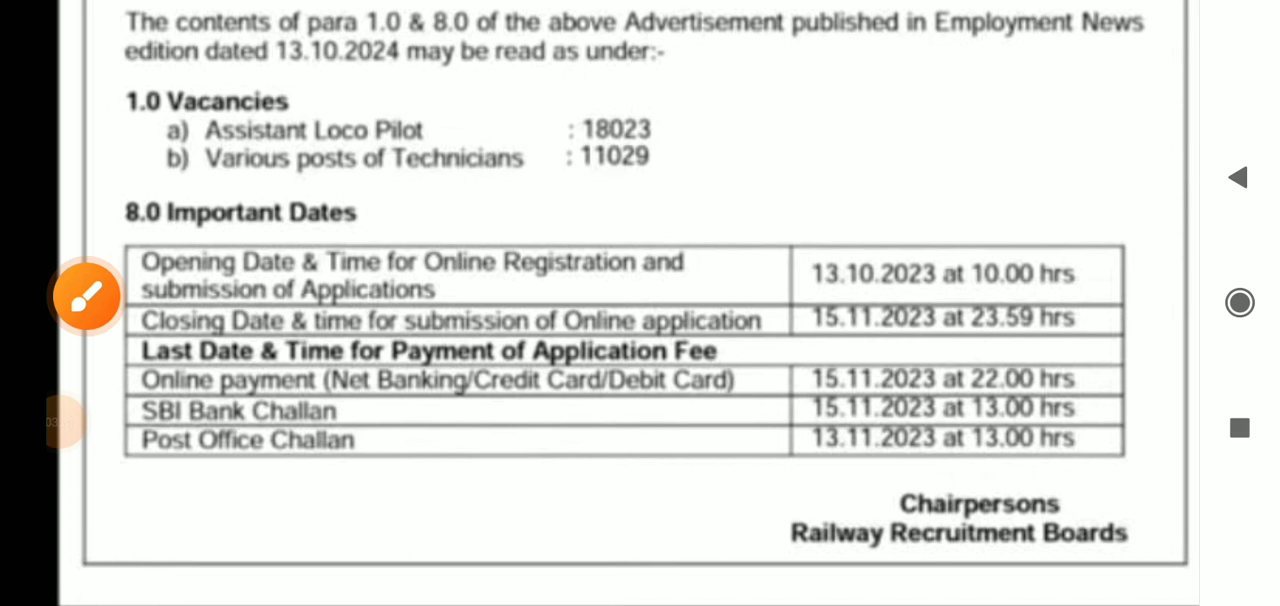 The contents of para 1.0 & 8.0 of the above Advertisement published in Employment News
edition dated 13.10.2024 may be read as under:-
1.0 Vacancies
a) Assistant Loco Pilot : 18023
b) Various posts of Technicians : 11029
8.0 Important Dates
Opening Date & Time for Online Registration and
submission of Applications
13.10.2023 at 10.00 hrs
Closing Date & time for submission of Online application 15.11.2023 at 23.59 hrs
Last Date & Time for Payment of Application Fee
Online payment (Net Banking/Credit Card/Debit Card) 15.11.2023 at 22.00 hrs
SBI Bank Challan 15.11.2023 at 13.00 hrs
Post Office Challan 13.11.2023 at 13.00 hrs
Chairpersons
Railway Recruitment Boards